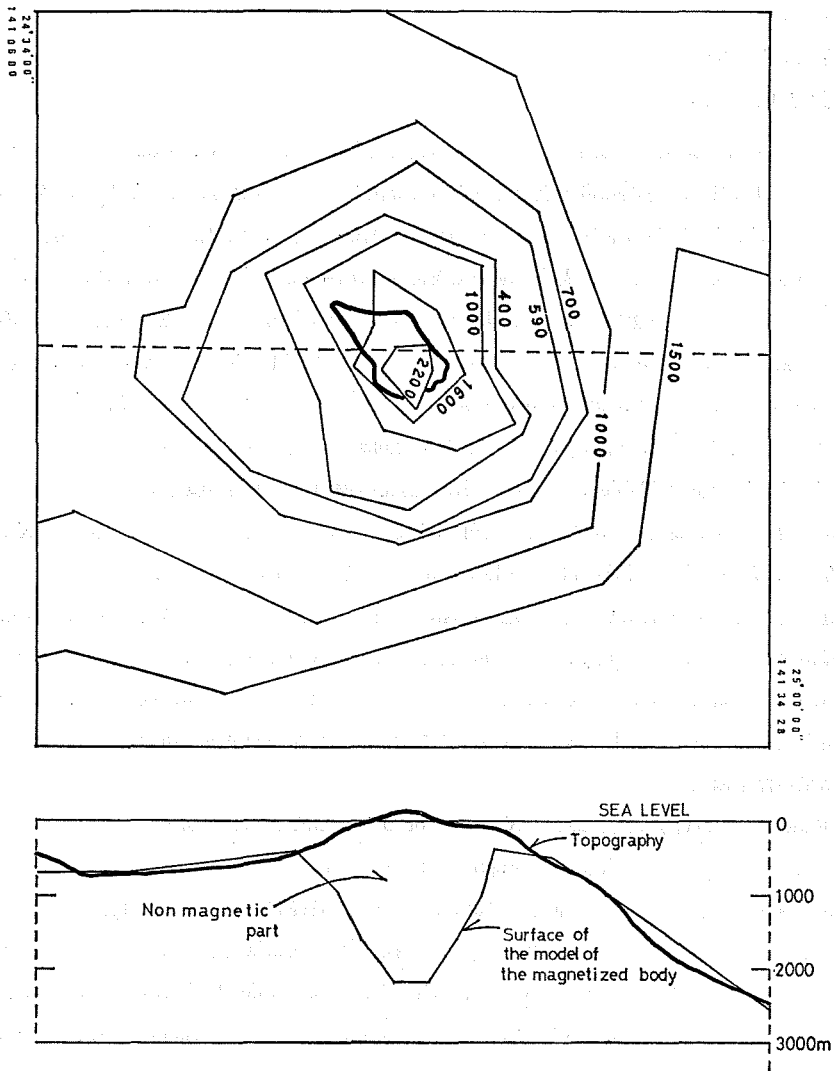 24°34'00"
141 06 00
700
590
400
1000
1500
2200
1600
1000
25°00'00"
141 34 28
SEA LEVEL
0
Topography
1000
Non magnetic
part
Surface of
the model of
the magnetized body
2000
3000m